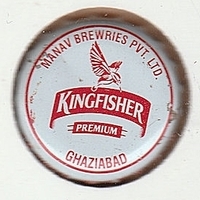 MANAV BREWRIES PVT. LTD.
KINGFISHER
PREMIUM
GHAZIABAD